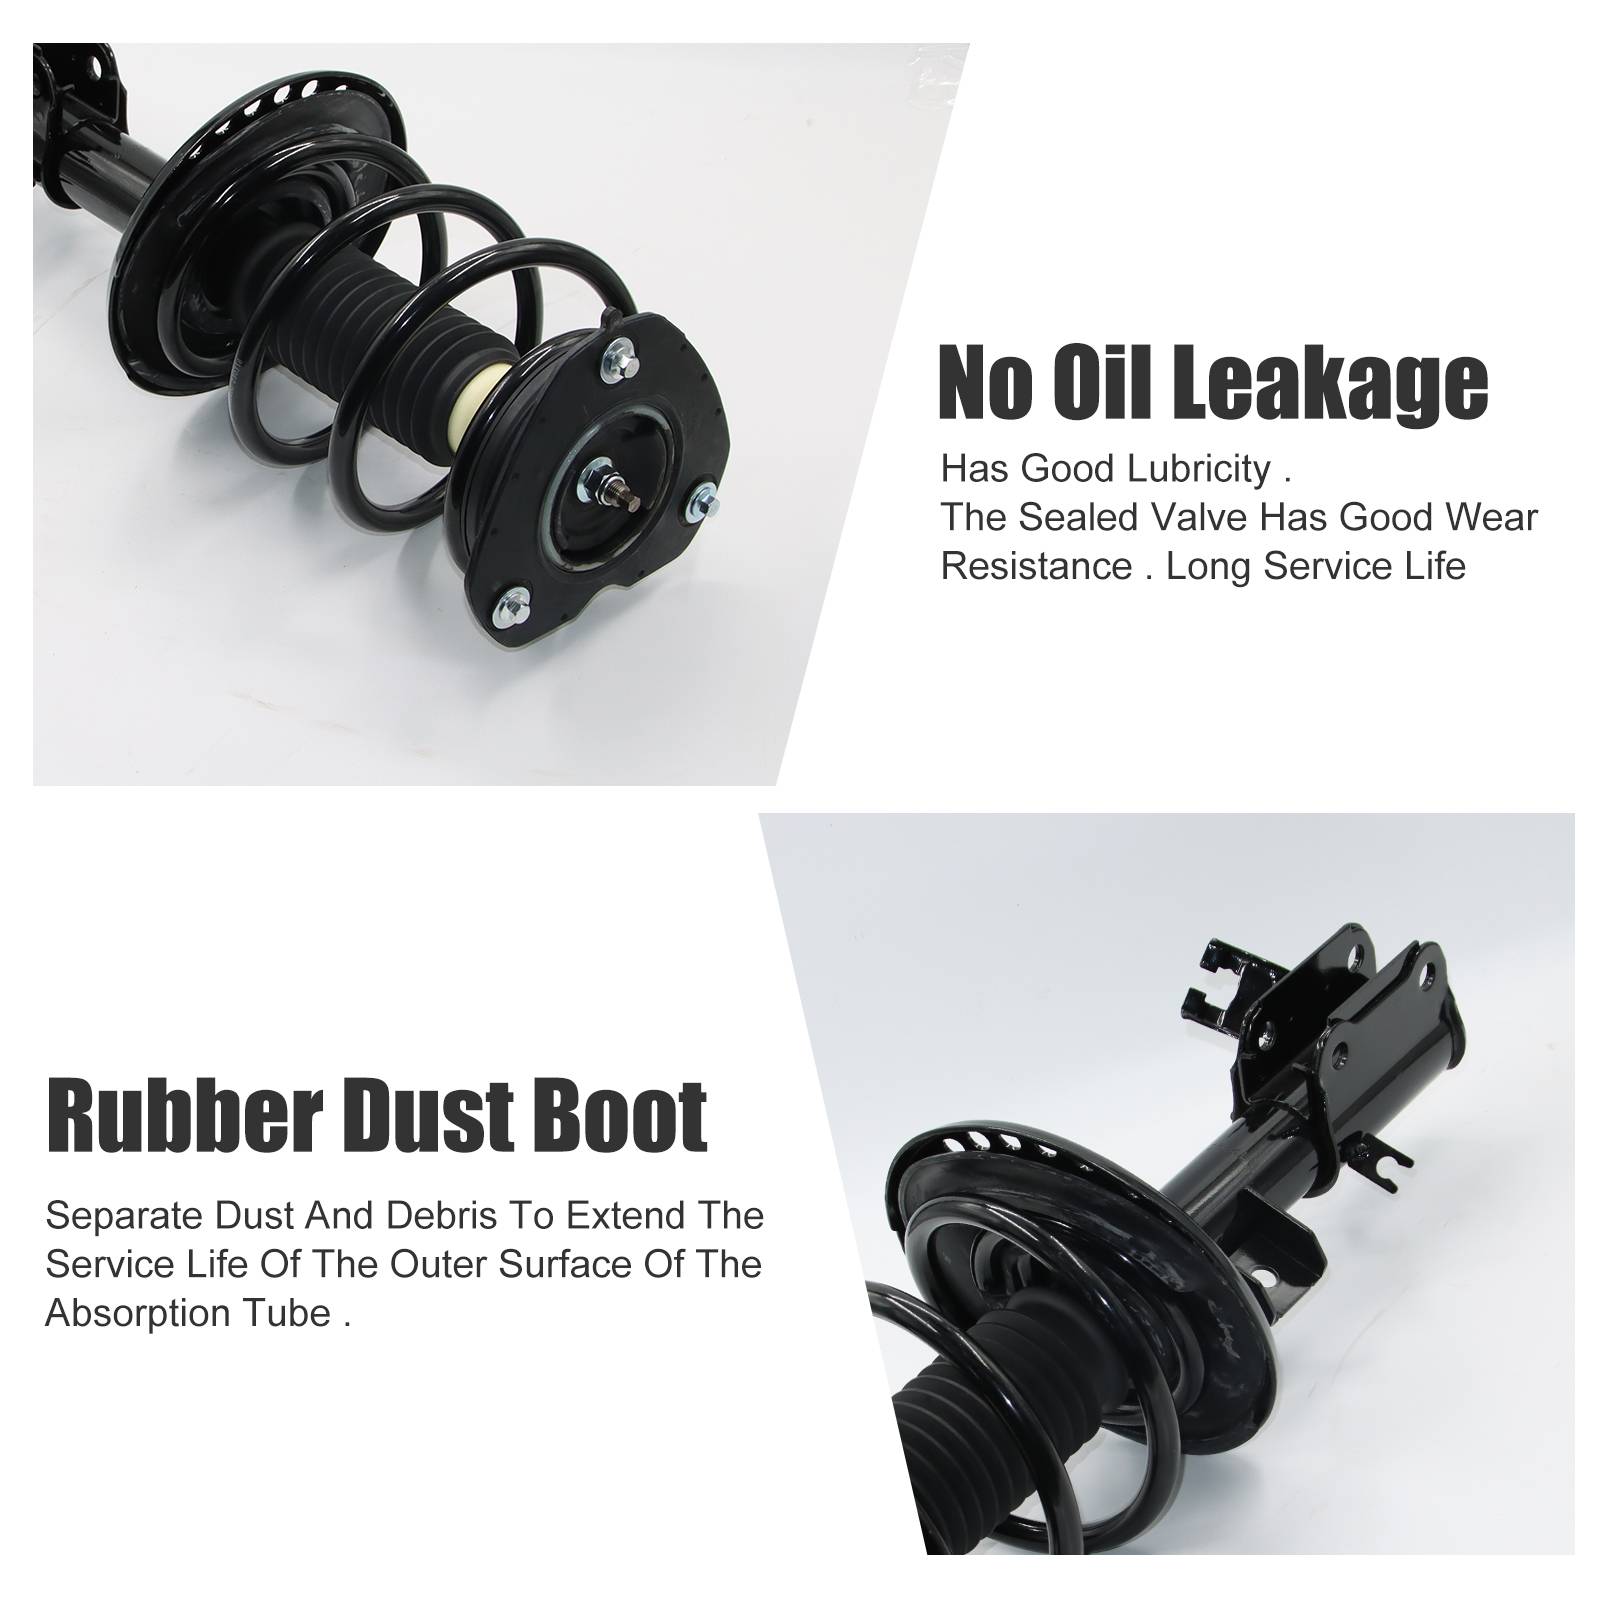 No Oil Leakage
Has Good Lubricity .
The Sealed Valve Has Good Wear
Resistance . Long Service Life
Rubber Dust Boot
Separate Dust And Debris To Extend The
Service Life Of The Outer Surface Of The
Absorption Tube .